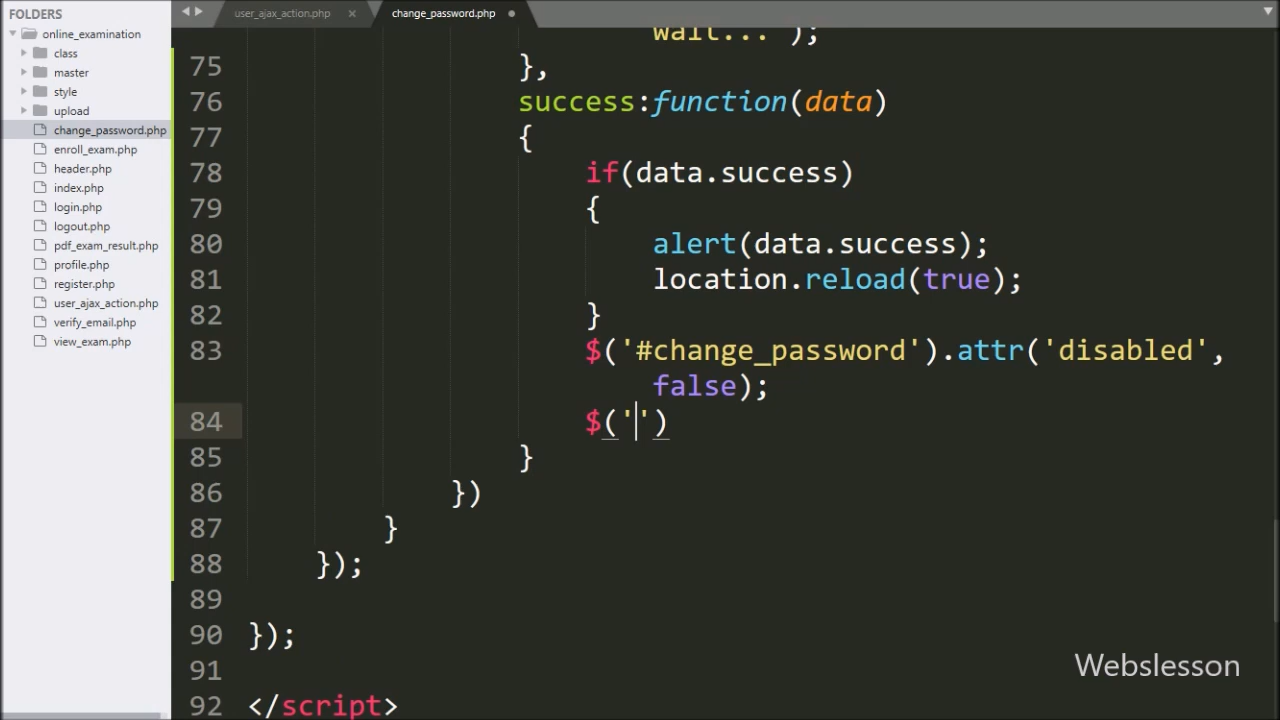 FOLDERS
online_examination
class
master
style
upload
change_password.php
enroll_exam.php
header.php
index.php
login.php
logout.php
pdf_exam_result.php
profile.php
register.php
user_ajax_action.php
verify_email.php
view_exam.php
user_ajax_action.php
change_password.php
wait...');
75 },
76 success:function(data)
77 {
78 if(data.success)
79 {
80 alert(data.success);
81 location.reload(true);
82 }
83 $('#change_password').attr('disabled',
false);
84 $('')
85 }
86 })
87 }
88 });
89
90 });
91
92 </script>
Webslesson